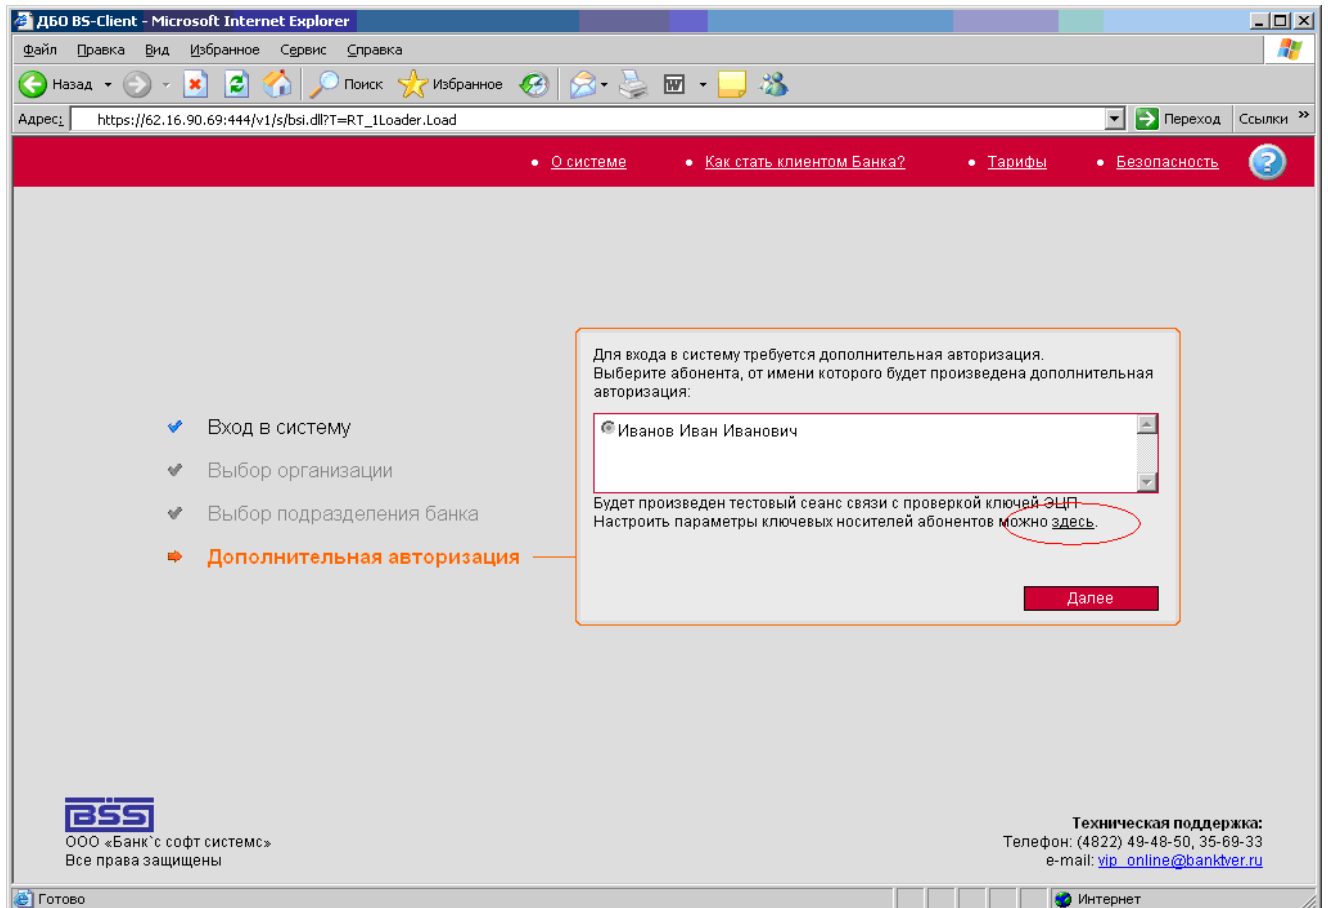 ДБО BS-Client - Microsoft Internet Explorer
Файл Правка Вид Избранное Сервис Справка
Назад Поиск Избранное
Адрес: https://62.16.90.69:444/v1/s/bsi.dll?T=RT_1Loader.Load Переход Ссылки »
• О системе • Как стать клиентом Банка? • Тарифы • Безопасность ?
Для входа в систему требуется дополнительная авторизация.
Выберите абонента, от имени которого будет произведена дополнительная
авторизация:
Иванов Иван Иванович
Будет произведен тестовый сеанс связи с проверкой ключей ЭЦП
Настроить параметры ключевых носителей абонентов можно здесь.
Далее
Вход в систему
Выбор организации
Выбор подразделения банка
Дополнительная авторизация
BSS
ООО «Банк`с софт системс»
Все права защищены
Техническая поддержка:
Телефон: (4822) 49-48-50, 35-69-33
e-mail: vip_online@banktver.ru
Готово Интернет